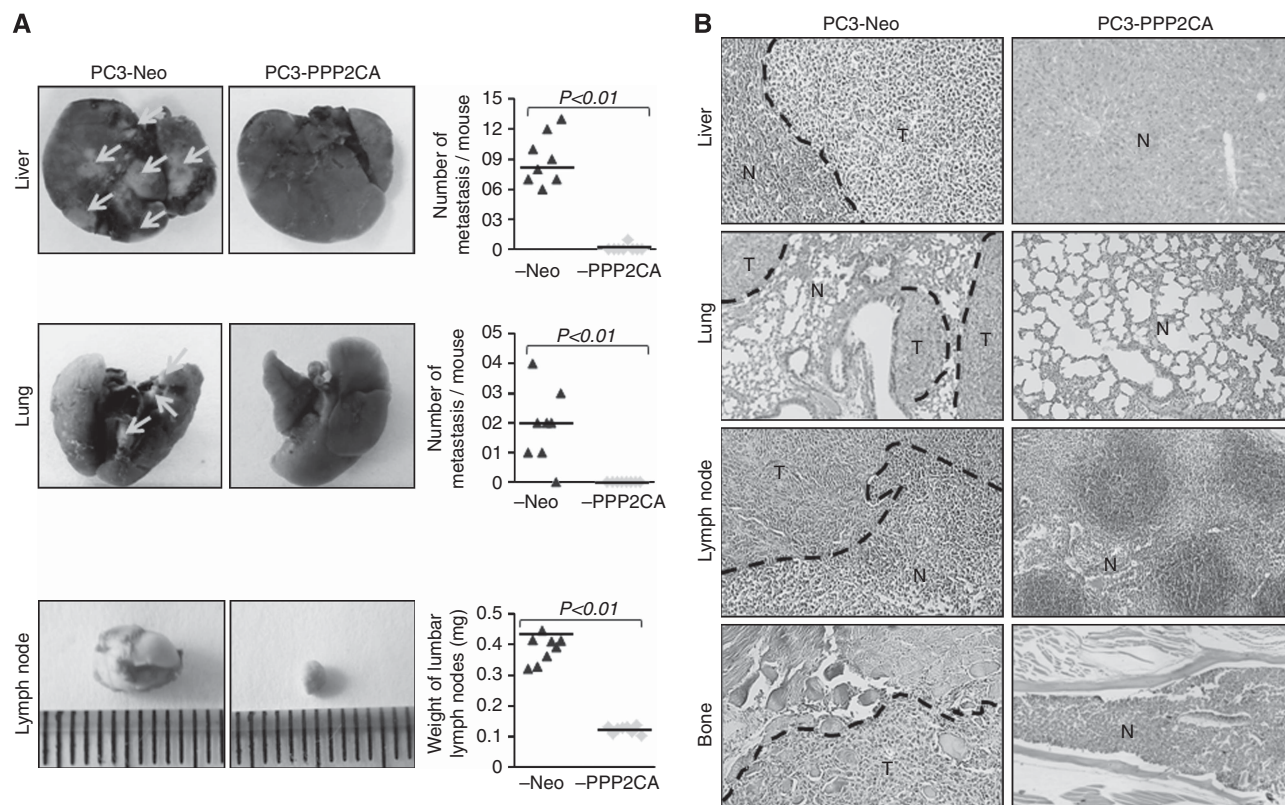 A
PC3-Neo
PC3-PPP2CA
Liver
Number of
metastasis / mouse
15
12
09
06
03
0
P<0.01
–Neo
–PPP2CA
Lung
Number of
metastasis / mouse
05
04
03
02
01
0
P<0.01
–Neo
–PPP2CA
Lymph node
Weight of lumbar
lymph nodes (mg)
0.5
0.4
0.3
0.2
0.1
0
P<0.01
–Neo
–PPP2CA
B
PC3-Neo
PC3-PPP2CA
Liver
N
T
N
Lung
T
N
T
T
N
Lymph node
T
N
N
Bone
T
N